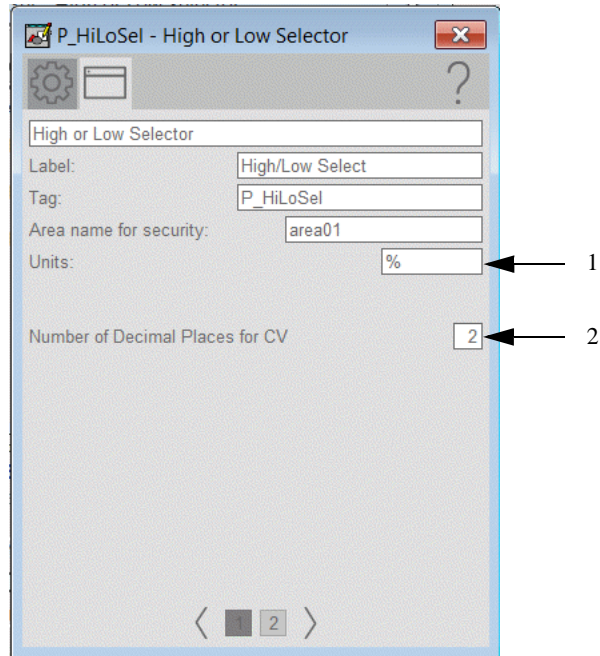 P_HiLoSel - High or Low Selector
?
High or Low Selector
Label: High/Low Select
Tag: P_HiLoSel
Area name for security: area01
Units: % 1
Number of Decimal Places for CV 2 2
1 2